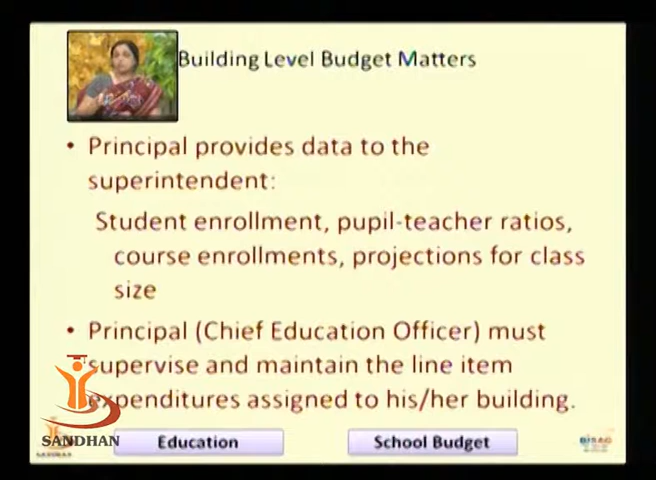 Building Level Budget Matters
• Principal provides data to the
superintendent:
Student enrollment, pupil-teacher ratios,
course enrollments, projections for class
size
• Principal (Chief Education Officer) must
supervise and maintain the line item
expenditures assigned to his/her building.
SANDHAN
Education
School Budget
BISAG